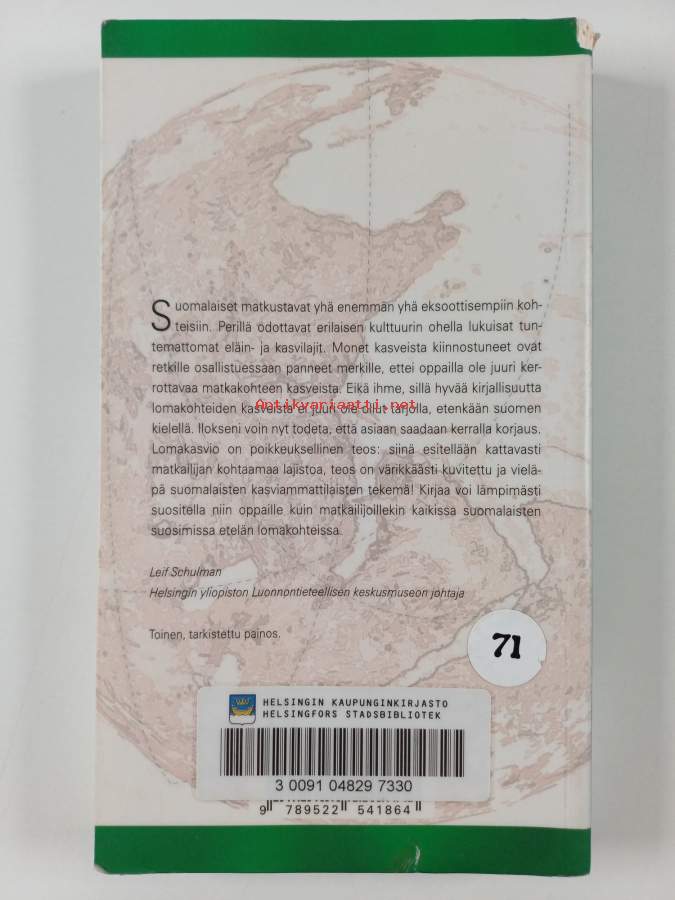 Suomalaiset matkustavat yhä enemmän yhä eksoottisempiin koh-
teisiin. Perillä odottavat erilaisen kulttuurin ohella lukuisat tun-
temattomat eläin- ja kasvilajit. Monet kasveista kiinnostuneet ovat
retkille osallistuessaan panneet merkille, ettei oppailla ole juuri ker-
rottavaa matkakohteen kasveista. Eikä ihme, sillä hyvää kirjallisuutta
Antikvariaatti.net
lomakohteiden kasveista ei juuri ole ollut tarjolla, etenkään suomen
kielellä. Ilokseni voin nyt todeta, että asiaan saadaan kerralla korjaus.
Lomakasvio on poikkeuksellinen teos: siinä esitellään kattavasti
matkailijan kohtaamaa lajistoa, teos on värikkäästi kuvitettu ja vielä-
pä suomalaisten kasviammattilaisten tekemä! Kirjaa voi lämpimästi
suositella niin oppaille kuin matkailijoillekin kaikissa suomalaisten
suosimissa etelän lomakohteissa.
Leif Schulman
Helsingin yliopiston Luonnontieteellisen keskusmuseon johtaja
Toinen, tarkistettu painos.
71
HELSINGIN KAUPUNGINKIRJASTO
HELSINGFORS STADSBIBLIOTEK
3 0091 04829 7330
9 789522 541864